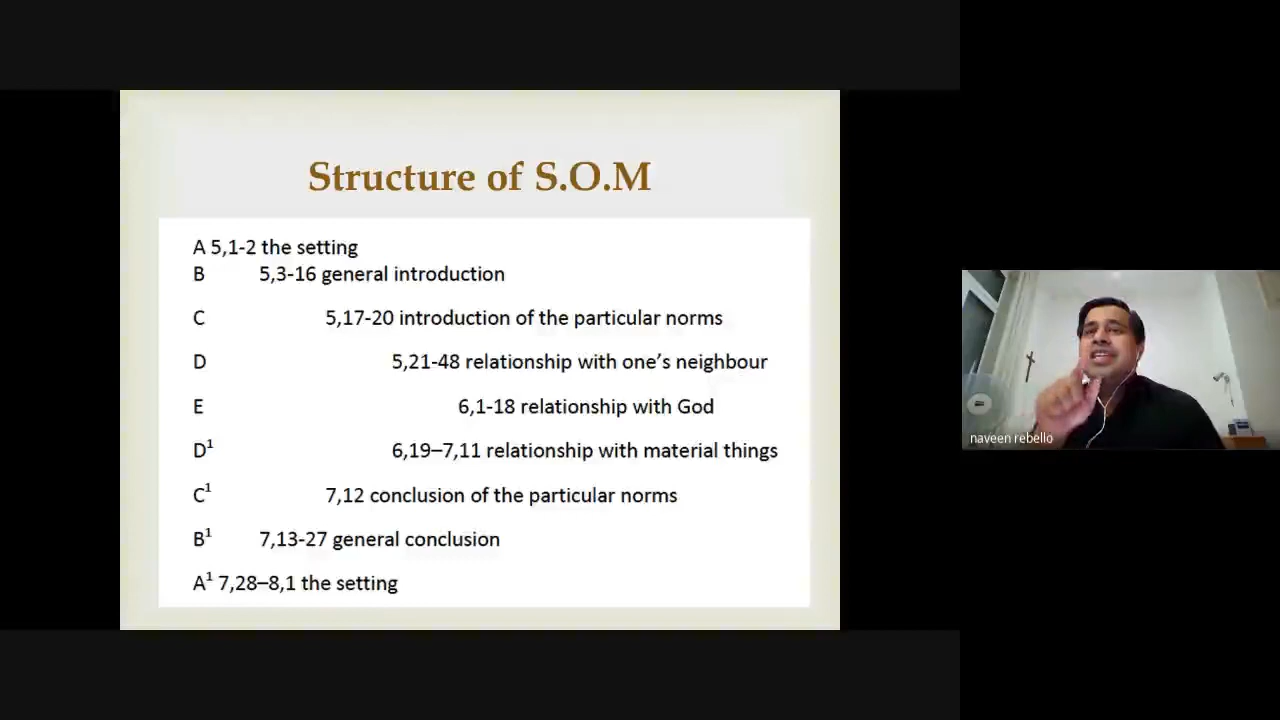 Structure of S.O.M
A 5,1-2 the setting
B 5,3-16 general introduction
C 5,17-20 introduction of the particular norms
D 5,21-48 relationship with one’s neighbour
E 6,1-18 relationship with God
D¹ 6,19–7,11 relationship with material things
C¹ 7,12 conclusion of the particular norms
B¹ 7,13-27 general conclusion
A¹ 7,28–8,1 the setting
naveen rebello